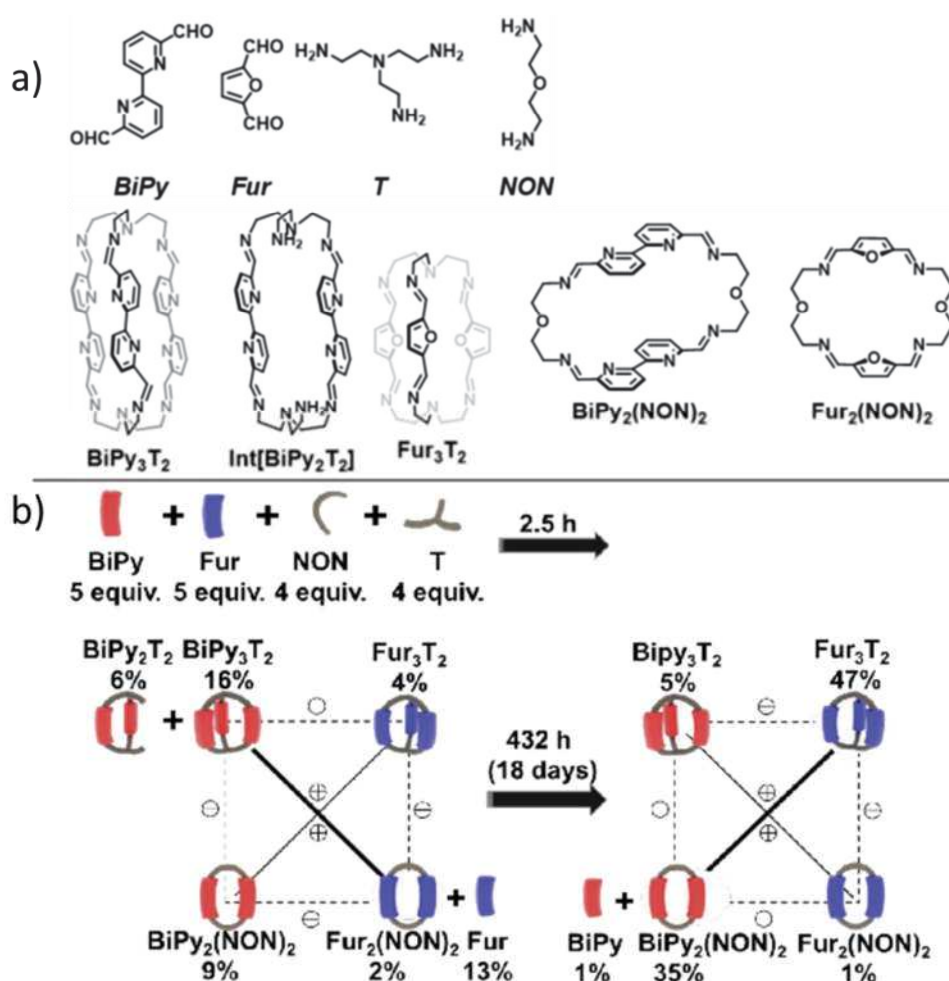 a)
CHO
N
N
OHC
BiPy
CHO
O
CHO
Fur
H₂N
N
NH₂
NH₂
T
H₂N
O
NH₂
NON
BiPy₃T₂
NH₂
NH₂
Int[BiPy₂T₂]
Fur₃T₂
BiPy₂(NON)₂
Fur₂(NON)₂
b)
+ + +
BiPy Fur NON T
5 equiv. 5 equiv. 4 equiv. 4 equiv.
2.5 h
BiPy₂T₂ BiPy₃T₂ Fur₃T₂
6% 16% 4%
+
432 h
(18 days)
Bipy₃T₂ Fur₃T₂
5% 47%
+
BiPy₂(NON)₂ Fur₂(NON)₂ Fur
9% 2% 13%
+
BiPy BiPy₂(NON)₂ Fur₂(NON)₂
1% 35% 1%